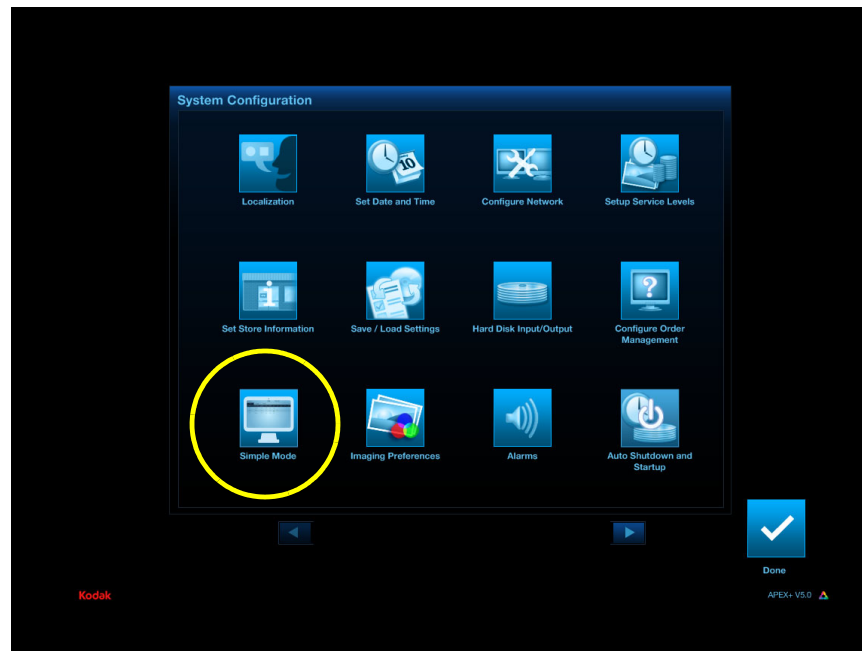 System Configuration
10
Localization
Set Date and Time
Configure Network
Setup Service Levels
i
?
Set Store Information
Save / Load Settings
Hard Disk Input/Output
Configure Order
Management
Simple Mode
Imaging Preferences
Alarms
Auto Shutdown and
Startup
Done
Kodak
APEX+ V5.0